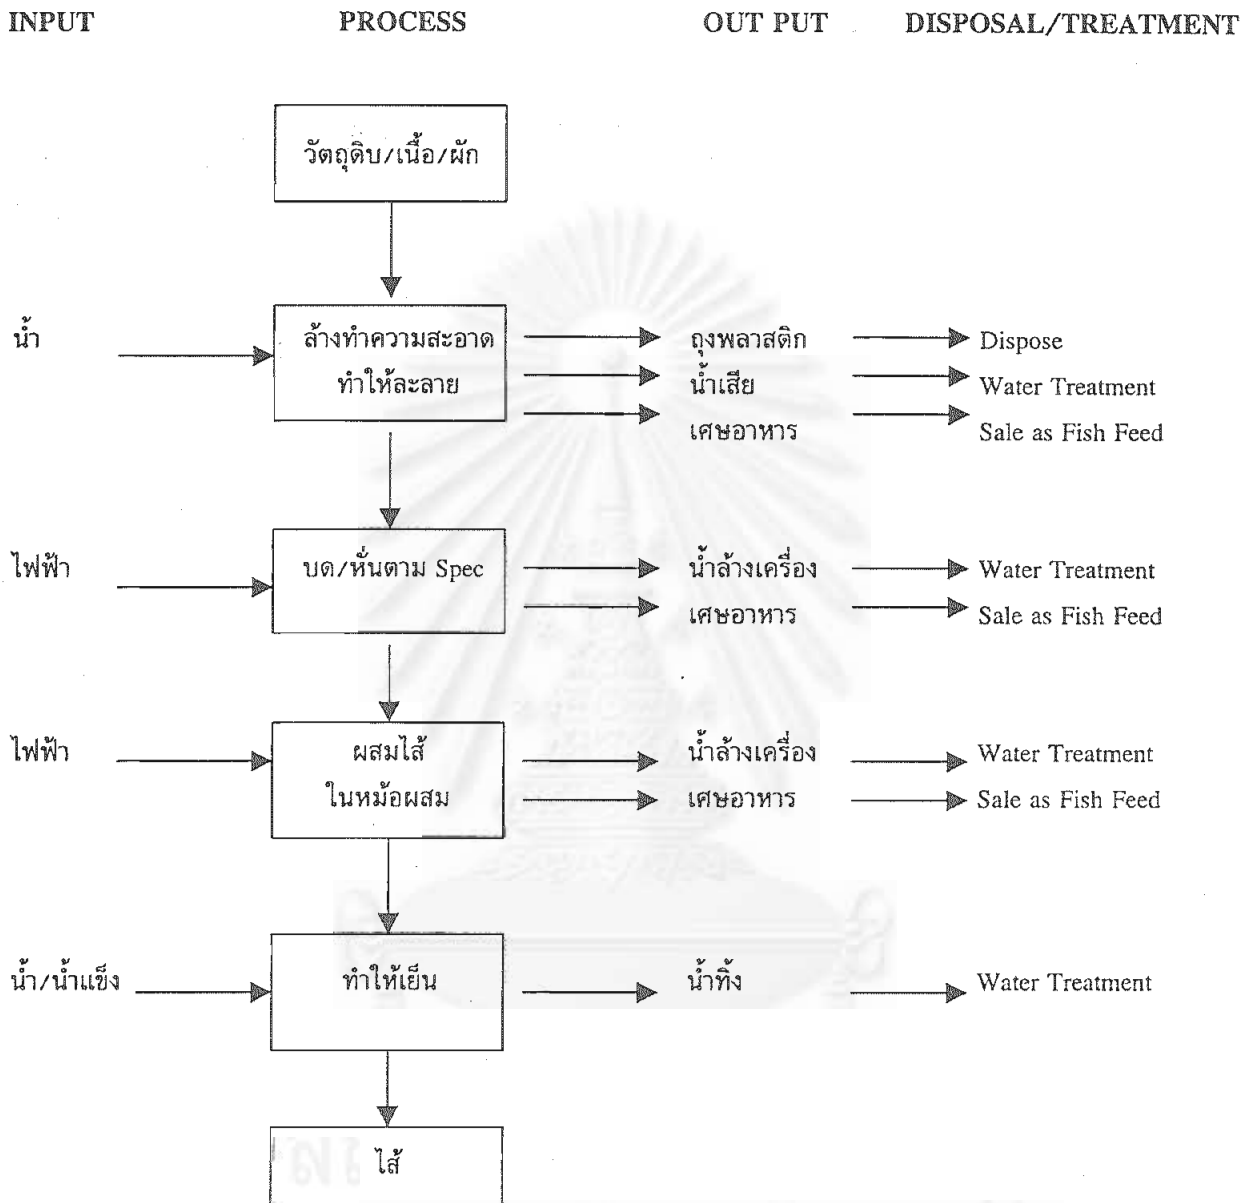 INPUT PROCESS OUT PUT DISPOSAL/TREATMENT
วัตถุดิบ/เนื้อ/ผัก
น้ำ ล้างทำความสะอาด ถุงพลาสติก Dispose
ทำให้ละลาย น้ำเสีย Water Treatment
เศษอาหาร Sale as Fish Feed
ไฟฟ้า บด/หั่นตาม Spec น้ำล้างเครื่อง Water Treatment
เศษอาหาร Sale as Fish Feed
ไฟฟ้า ผสมไส้ น้ำล้างเครื่อง Water Treatment
ในหม้อผสม เศษอาหาร Sale as Fish Feed
น้ำ/น้ำแข็ง ทำให้เย็น น้ำทิ้ง Water Treatment
ไส้